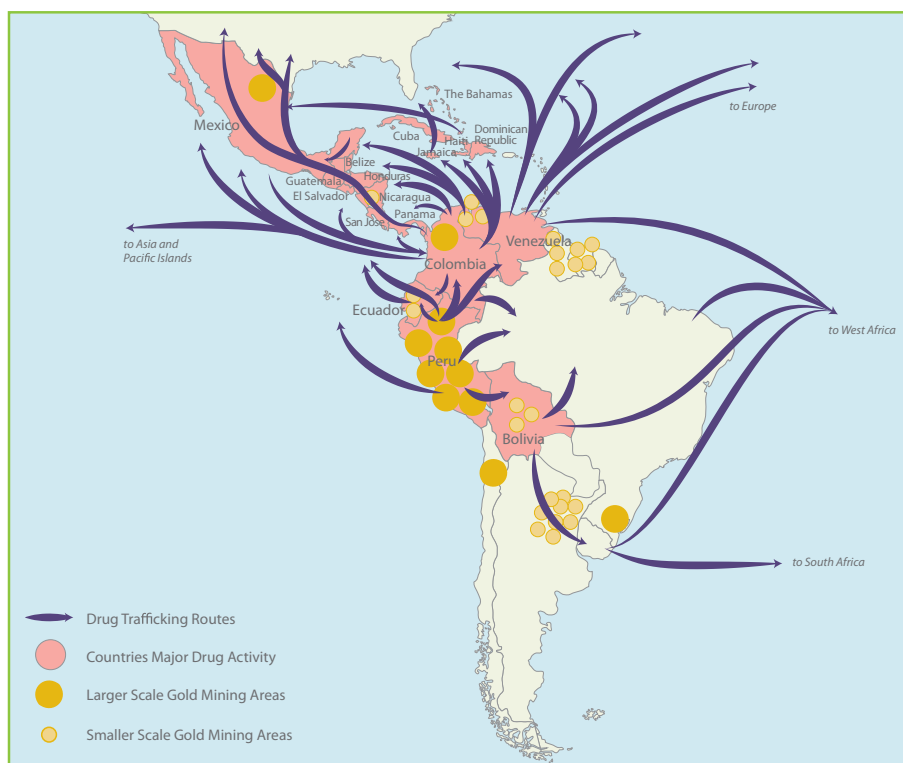 The Bahamas
to Europe
Mexico
Cuba
Haiti
Dominican
Republic
Jamaica
Belize
Guatemala
Honduras
El Salvador
Nicaragua
Panama
San Jose
Venezuela
to Asia and
Pacific Islands
Colombia
Ecuador
to West Africa
Peru
Bolivia
to South Africa
Drug Trafficking Routes
Countries Major Drug Activity
Larger Scale Gold Mining Areas
Smaller Scale Gold Mining Areas